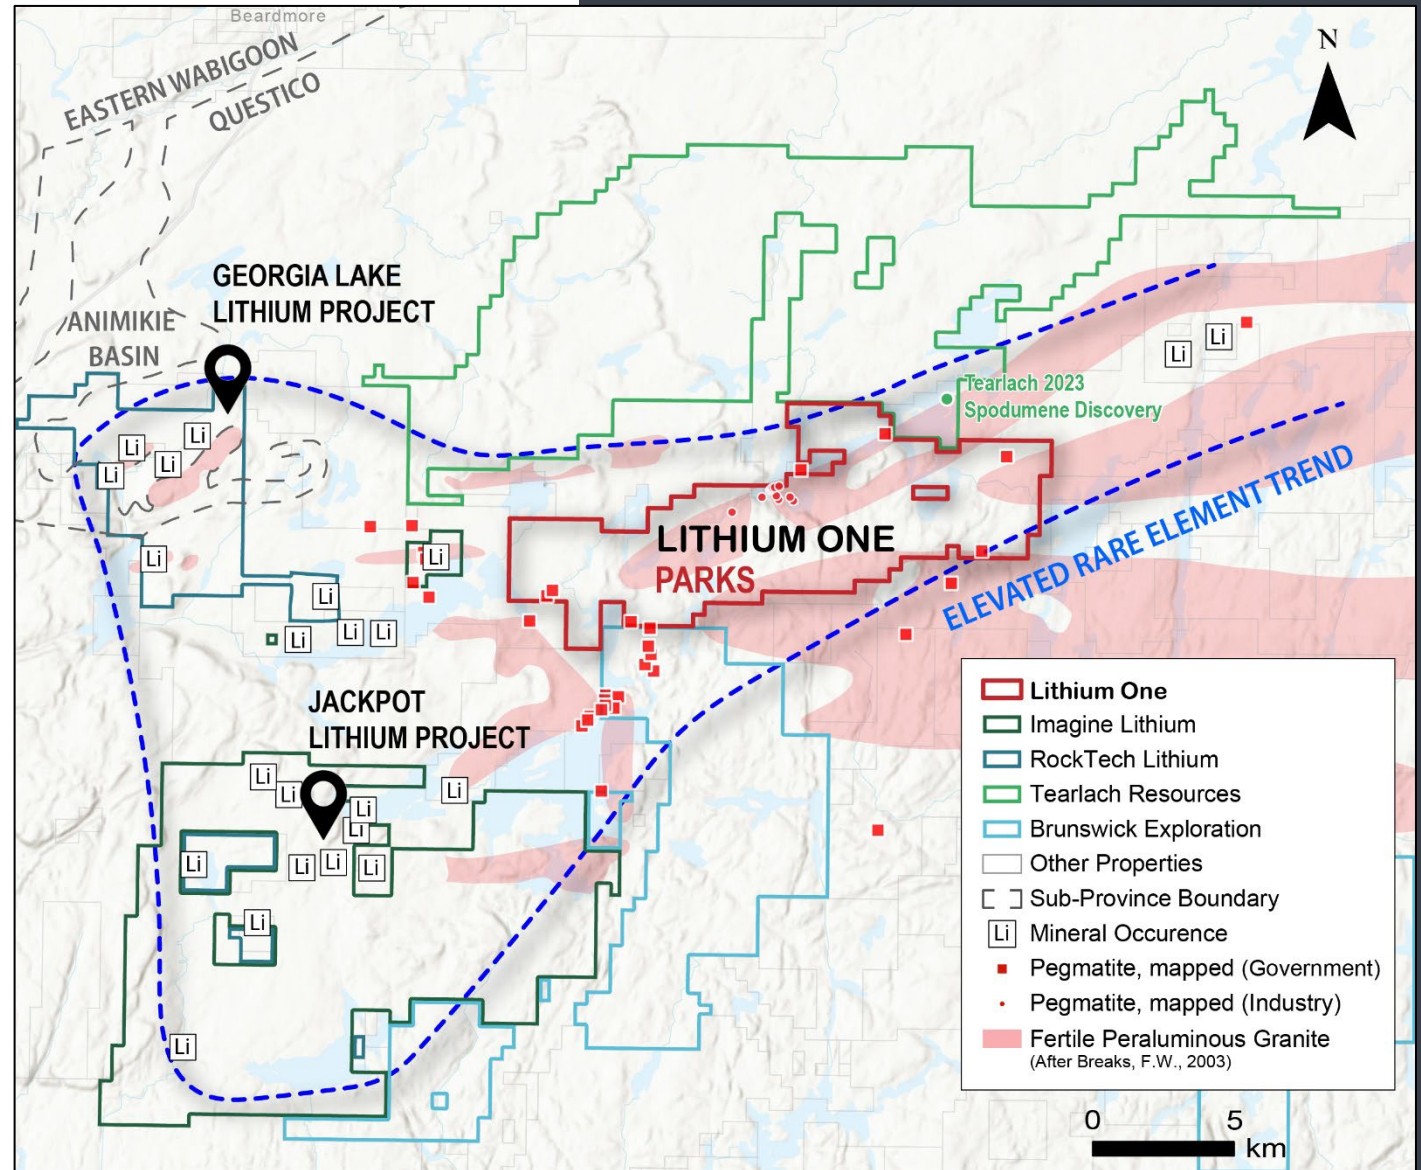 Beardmore
EASTERN WABIGOON
QUESTICO
N
GEORGIA LAKE
LITHIUM PROJECT
ANIMIKIE
BASIN
Li
Li
Tearlach 2023
Spodumene Discovery
Li
Li
Li
Li
LITHIUM ONE
PARKS
ELEVATED RARE ELEMENT TREND
Li
Li
Li
Li
Li
Li
JACKPOT
LITHIUM PROJECT
Li
Li
Li
Li
Li
Li
Li
Li
Li
Li
Li
Lithium One
Imagine Lithium
RockTech Lithium
Tearlach Resources
Brunswick Exploration
Other Properties
Sub-Province Boundary
Li Mineral Occurence
Pegmatite, mapped (Government)
Pegmatite, mapped (Industry)
Fertile Peraluminous Granite
(After Breaks, F.W., 2003)
0 5
km